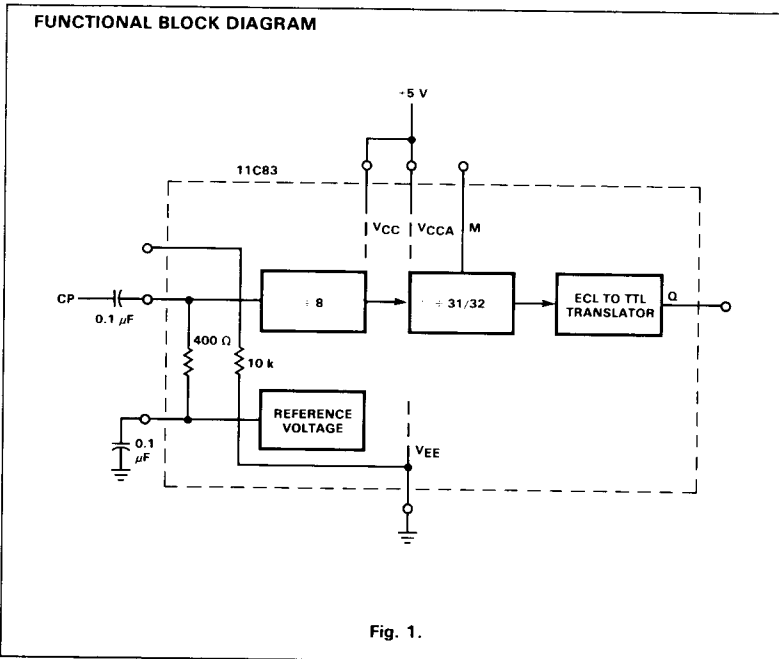 FUNCTIONAL BLOCK DIAGRAM
+5 V
11C83
VCC
VCCA
M
CP
0.1 µF
÷ 8
÷ 31/32
ECL TO TTL
TRANSLATOR
Q
400 Ω
10 k
REFERENCE
VOLTAGE
0.1
µF
VEE
Fig. 1.